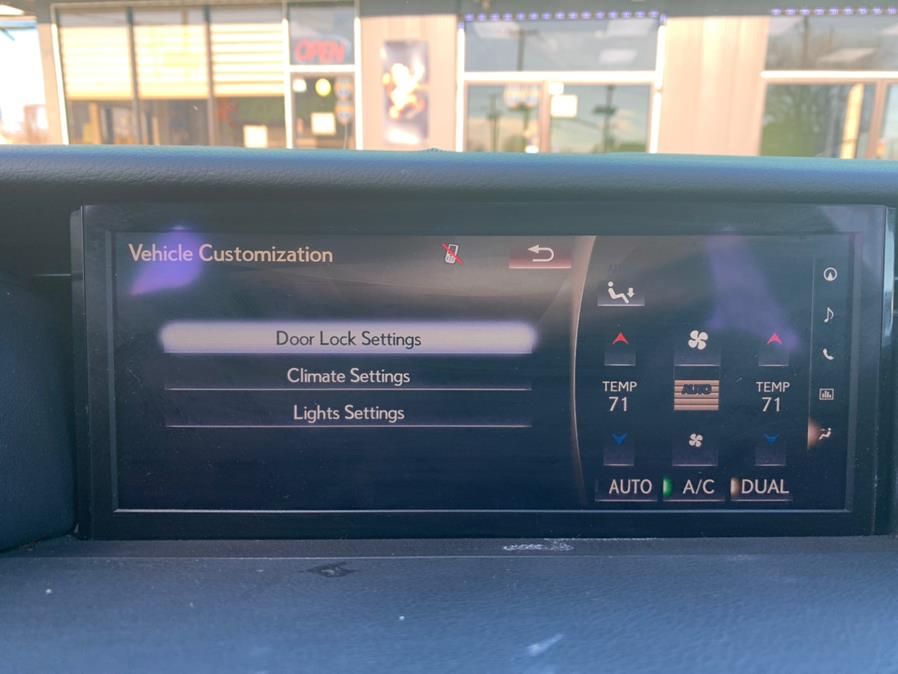 OPEN
Vehicle Customization
Door Lock Settings
Climate Settings
Lights Settings
TEMP
71
AUTO
TEMP
71
AUTO
A/C
DUAL